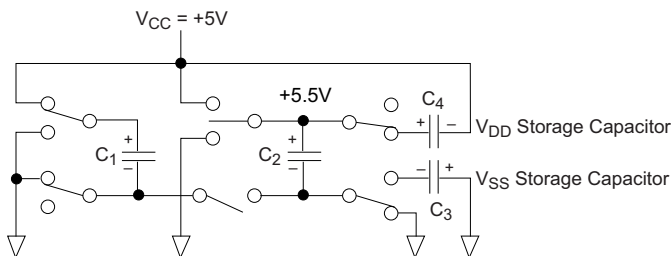 V_CC = +5V
+5.5V
C_4
+ −
V_DD Storage Capacitor
+
C_1
−
+
C_2
−
− +
V_SS Storage Capacitor
C_3